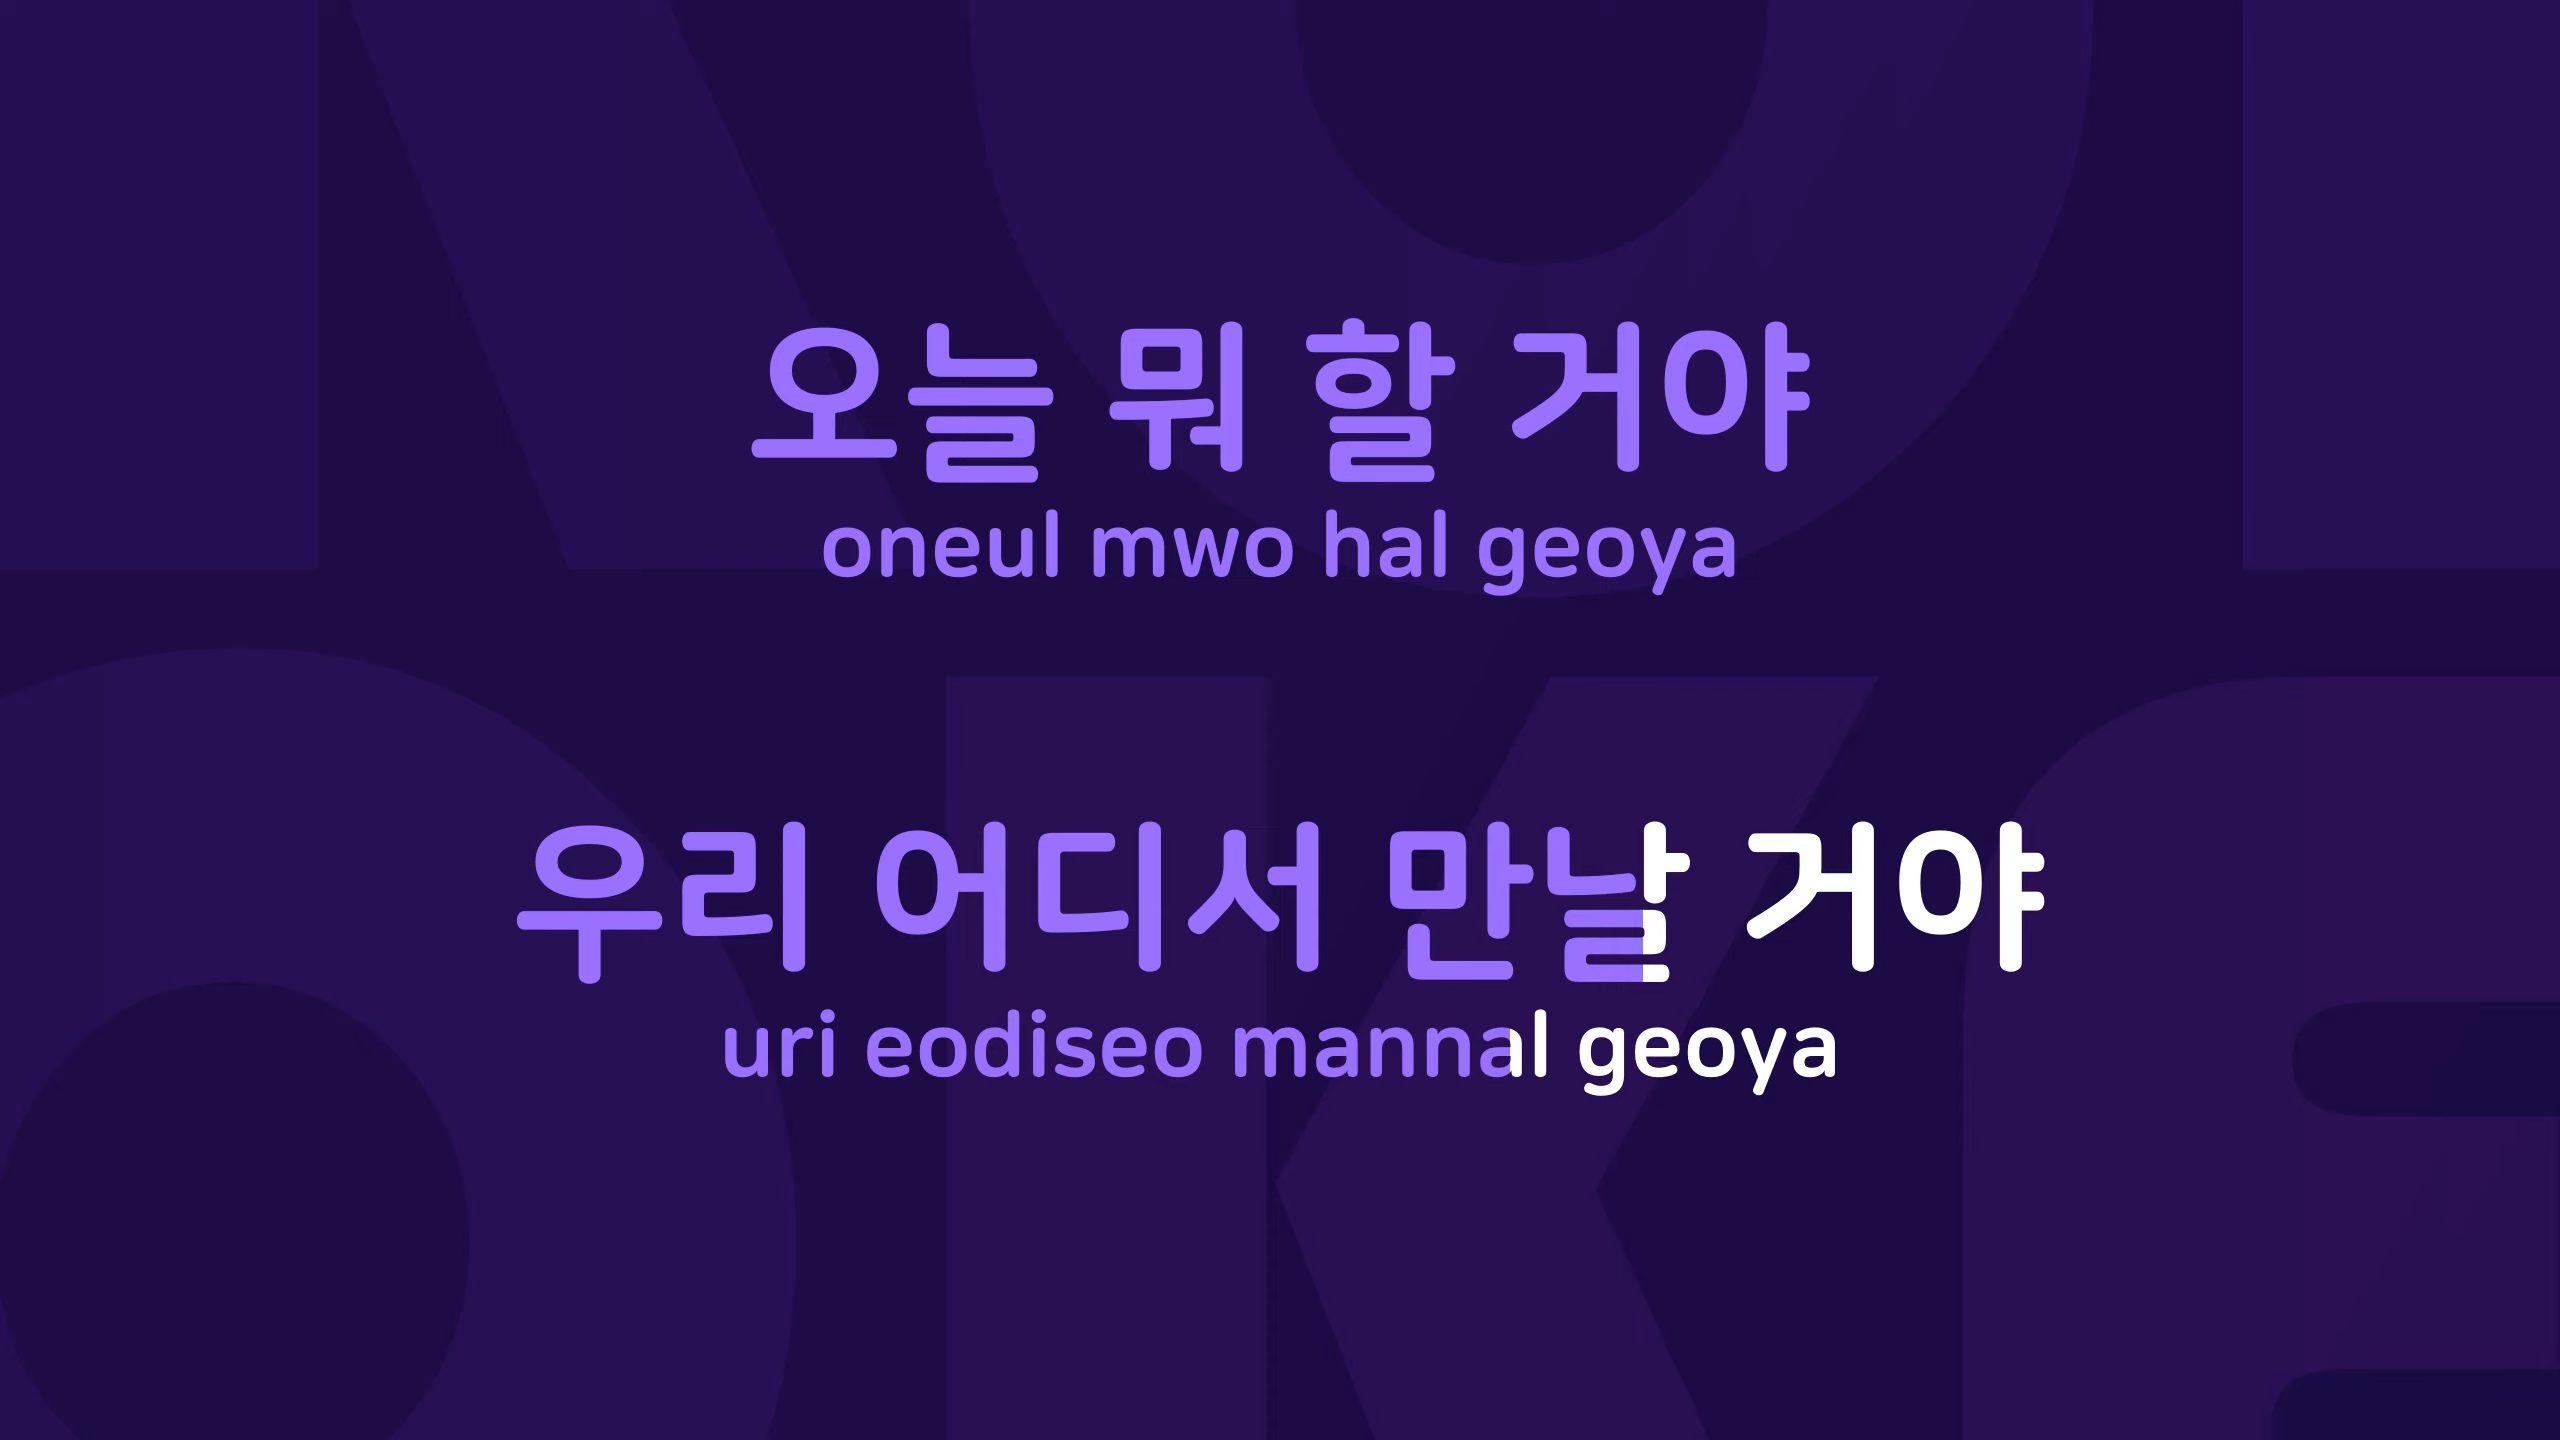 오늘 뭐 할 거야
oneul mwo hal geoya
우리 어디서 만날 거야
uri eodiseo mannal geoya